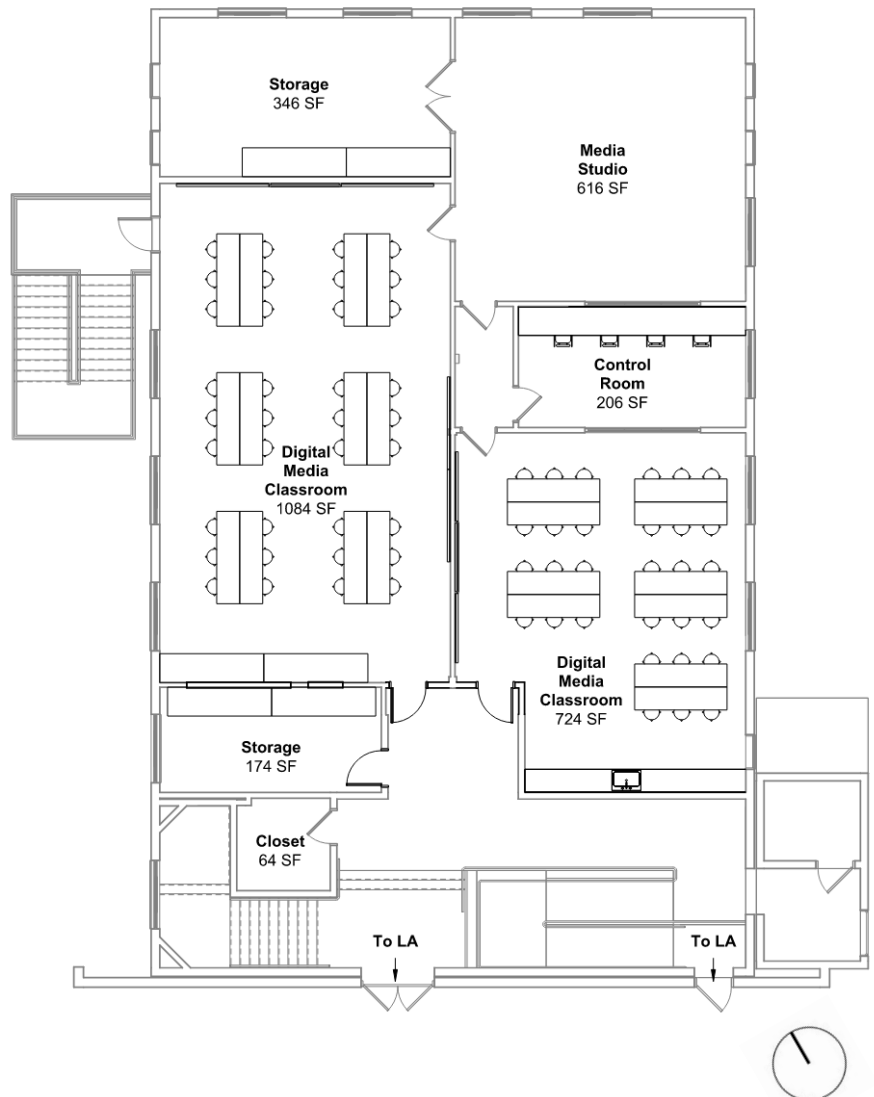 Storage
346 SF
Media
Studio
616 SF
Control
Room
206 SF
Digital
Media
Classroom
1084 SF
Digital
Media
Classroom
724 SF
Storage
174 SF
Closet
64 SF
To LA
To LA